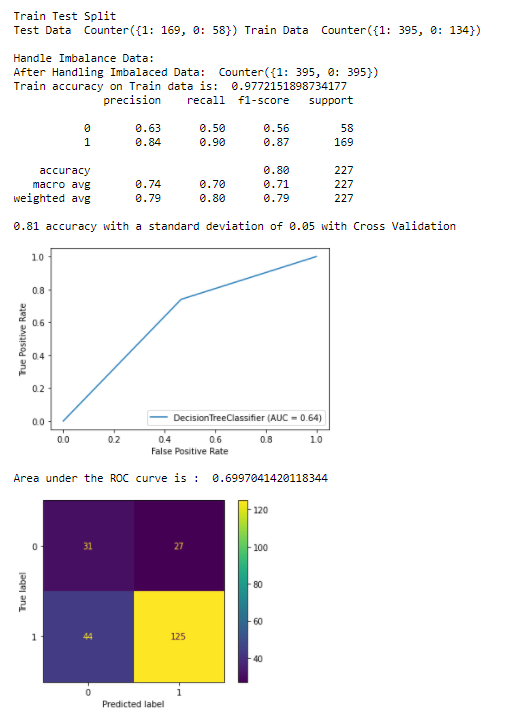 Train Test Split
Test Data  Counter({1: 169, 0: 58}) Train Data  Counter({1: 395, 0: 134})
Handle Imbalance Data:
After Handling Imbalaced Data:  Counter({1: 395, 0: 395})
Train accuracy on Train data is:  0.9772151898734177
precision    recall  f1-score   support
0       0.63      0.50      0.56        58
1       0.84      0.90      0.87       169
accuracy                           0.80       227
macro avg       0.74      0.70      0.71       227
weighted avg       0.79      0.80      0.79       227
0.81 accuracy with a standard deviation of 0.05 with Cross Validation
1.0
0.8
0.6
0.4
0.2
0.0
True Positive Rate
DecisionTreeClassifier (AUC = 0.64)
0.0 0.2 0.4 0.6 0.8 1.0
False Positive Rate
Area under the ROC curve is :  0.6997041420118344
0 31 27
1 44 125
True label
0 1
Predicted label
120
100
80
60
40